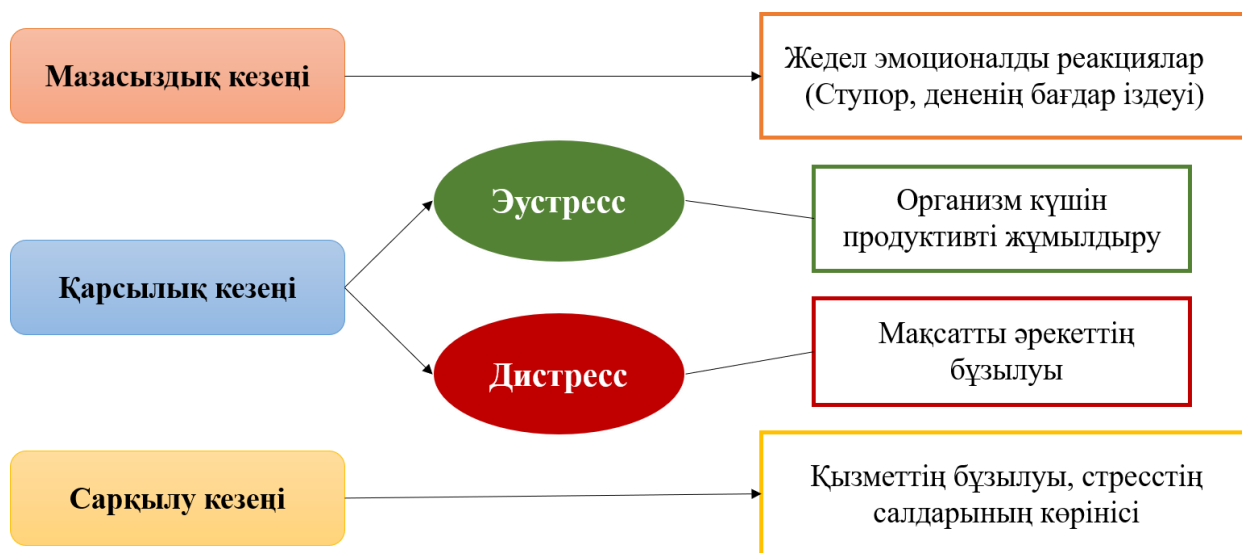 Мазасыздық кезеңі
Жедел эмоционалды реакциялар
(Ступор, дененің бағдар іздеуі)
Қарсылық кезеңі
Эустресс
Организм күшін
продуктивті жұмылдыру
Дистресс
Мақсатты әрекеттің
бұзылуы
Сарқылу кезеңі
Қызметтің бұзылуы, стресстің
салдарының көрінісі